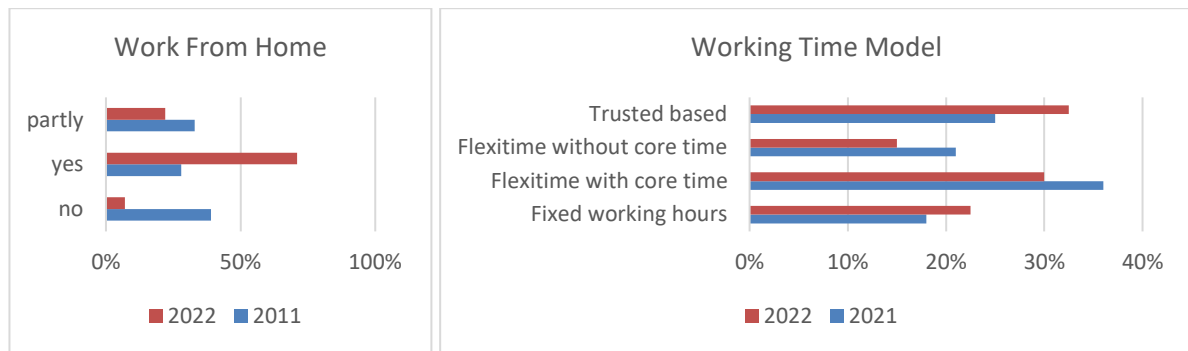 Work From Home
partly
yes
no
0% 50% 100%
2022 2011
Working Time Model
Trusted based
Flexitime without core time
Flexitime with core time
Fixed working hours
0% 10% 20% 30% 40%
2022 2021